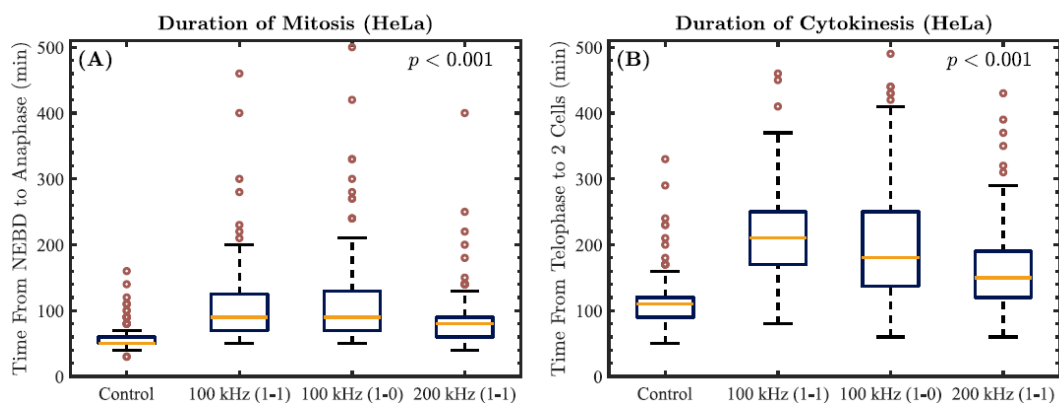 Duration of Mitosis (HeLa)
(A)
p < 0.001
Time From NEBD to Anaphase (min)
500
400
300
200
100
0
Control
100 kHz (1-1)
100 kHz (1-0)
200 kHz (1-1)
Duration of Cytokinesis (HeLa)
(B)
p < 0.001
Time From Telophase to 2 Cells (min)
500
400
300
200
100
0
Control
100 kHz (1-1)
100 kHz (1-0)
200 kHz (1-1)